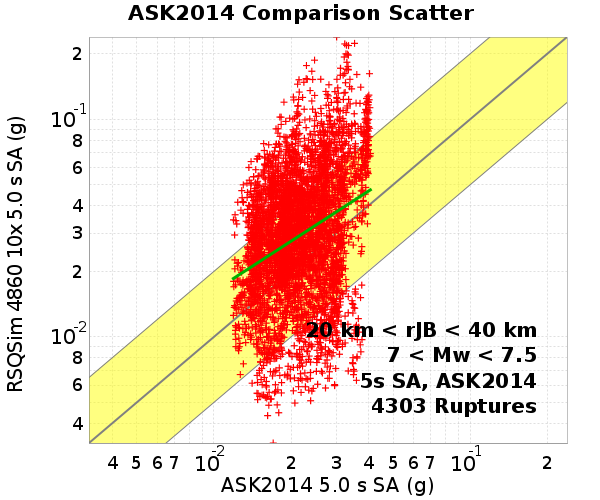 ASK2014 Comparison Scatter
RSQSim 4860 10x 5.0 s SA (g)
2
10^-1
8
6
4
3
2
10^-2
8
6
4
20 km < rJB < 40 km
7 < Mw < 7.5
5s SA, ASK2014
4303 Ruptures
4 5 6 7 10^-2 2 3 4 5 6 7 10^-1 2
ASK2014 5.0 s SA (g)